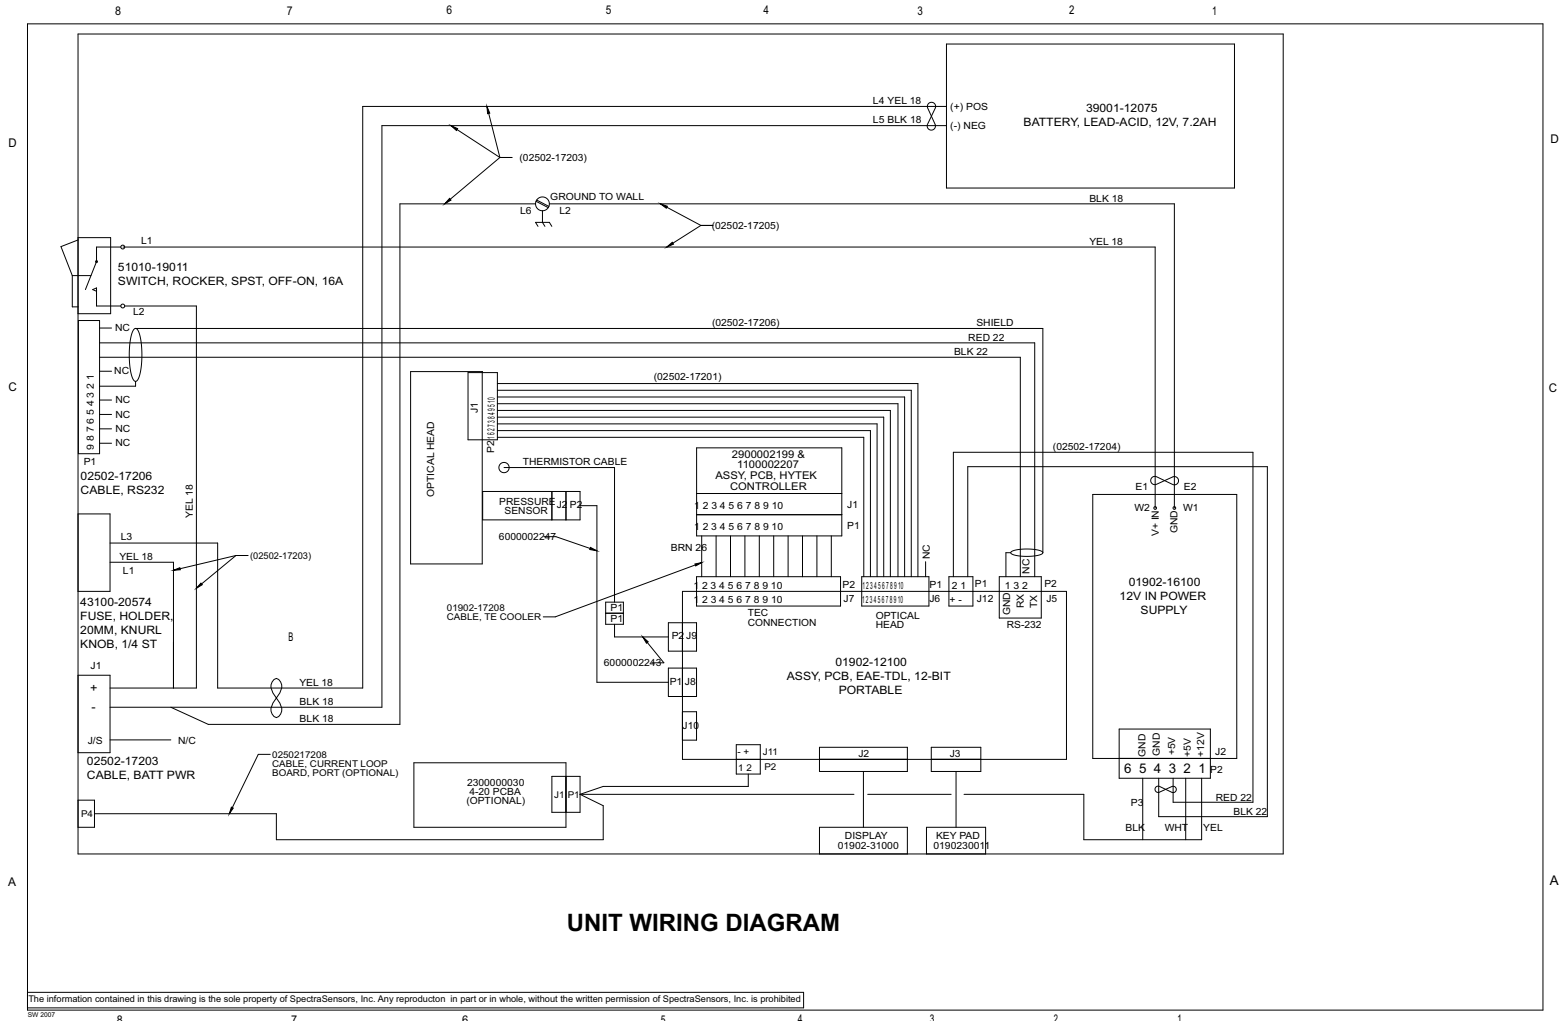 8 7 6 5 4 3 2 1
D
D
L4 YEL 18
(+) POS
L5 BLK 18
(-) NEG
39001-12075
BATTERY, LEAD-ACID, 12V, 7.2AH
(02502-17203)
GROUND TO WALL
L6
L2
BLK 18
(02502-17205)
L1
YEL 18
51010-19011
SWITCH, ROCKER, SPST, OFF-ON, 16A
L2
NC
(02502-17206)
SHIELD
RED 22
BLK 22
NC
NC
NC
NC
NC
9 8 7 6 5 4 3 2 1
P1
02502-17206
CABLE, RS232
YEL 18
C
C
OPTICAL HEAD
J1
P2
16273849510
(02502-17201)
THERMISTOR CABLE
PRESSURE
SENSOR
J2
P2
6000002247
2900002199 &
1100002207
ASSY, PCB, HYTEK
CONTROLLER
1 2 3 4 5 6 7 8 9 10
J1
1 2 3 4 5 6 7 8 9 10
P1
BRN 26
NC
(02502-17204)
E1
E2
W2
W1
V+ IN
GND
01902-16100
12V IN POWER
SUPPLY
L3
YEL 18
L1
(02502-17203)
43100-20574
FUSE, HOLDER,
20MM, KNURL
KNOB, 1/4 ST
B
01902-17208
CABLE, TE COOLER
1 2 3 4 5 6 7 8 9 10
P2
1 2 3 4 5 6 7 8 9 10
J7
TEC
CONNECTION
12345678910
P1
12345678910
J6
OPTICAL
HEAD
2 1
P1
+ -
J12
NC
1 3 2
P2
GND
RX
TX
J5
RS-232
P1
P1
P2
J9
6000002243
P1
J8
J10
01902-12100
ASSY, PCB, EAE-TDL, 12-BIT
PORTABLE
J1
+
-
J/S
YEL 18
BLK 18
BLK 18
N/C
02502-17203
CABLE, BATT PWR
0250217208
CABLE, CURRENT LOOP
BOARD, PORT (OPTIONAL)
P4
2300000030
4-20 PCBA
(OPTIONAL)
J1
P1
- +
J11
1 2
P2
J2
J3
DISPLAY
01902-31000
KEY PAD
0190230011
GND
GND
+5V
+5V
+12V
J2
6 5 4 3 2 1
P2
P3
RED 22
BLK 22
BLK
WHT
YEL
A
A
UNIT WIRING DIAGRAM
The information contained in this drawing is the sole property of SpectraSensors, Inc. Any reproducton in part or in whole, without the written permission of SpectraSensors, Inc. is prohibited
SW 2007
8 7 6 5 4 3 2 1